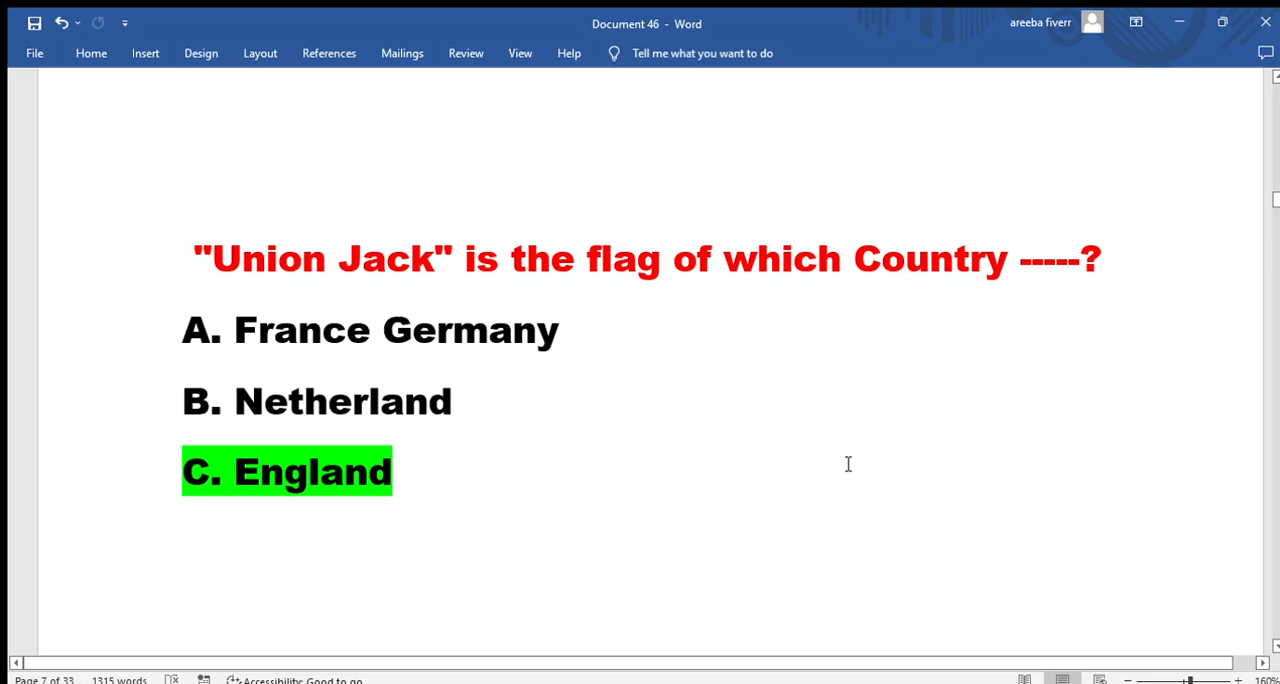 Document 46 - Word
areeba fiverr
File Home Insert Design Layout References Mailings Review View Help Tell me what you want to do
"Union Jack" is the flag of which Country -----?
A. France Germany
B. Netherland
C. England
Page 7 of 33 1315 words Accessibility: Good to go 160%